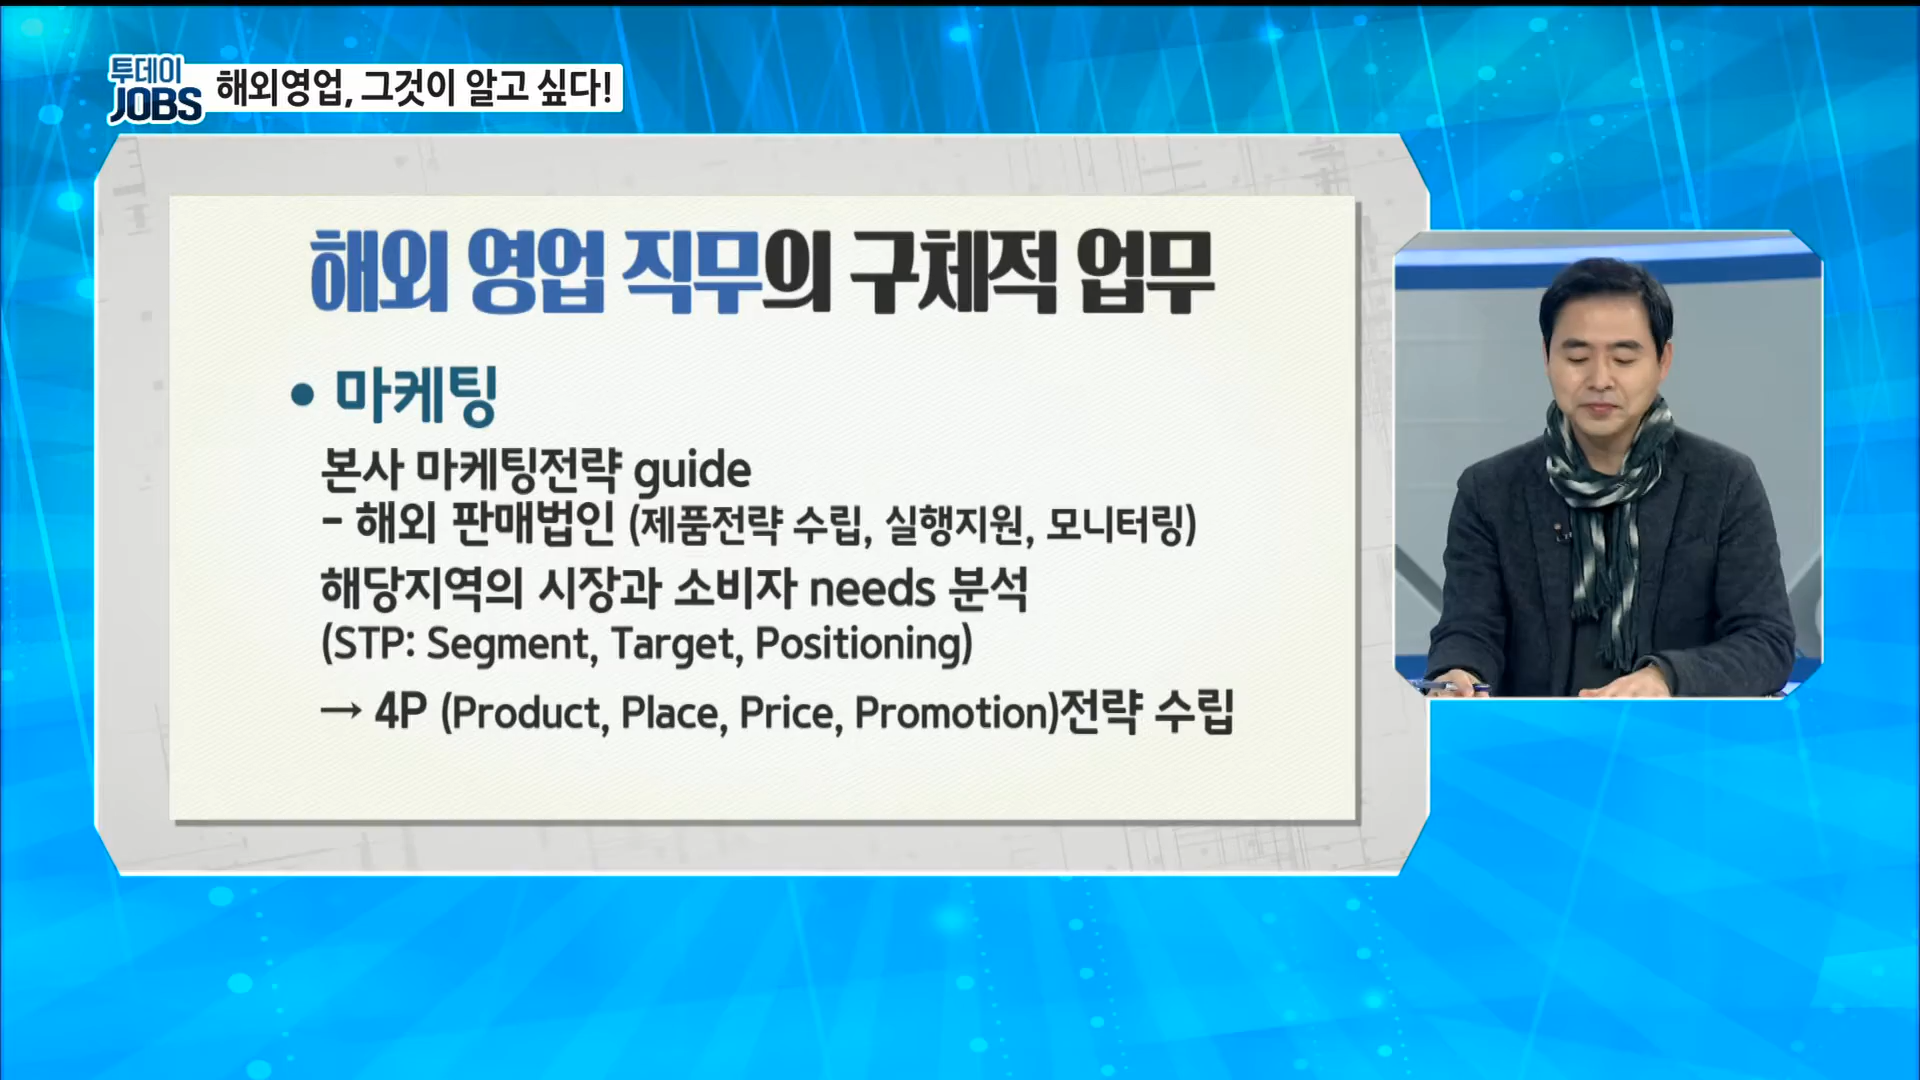 투데이
JOBS
해외영업, 그것이 알고 싶다!
해외 영업 직무의 구체적 업무
• 마케팅
본사 마케팅전략 guide
- 해외 판매법인 (제품전략 수립, 실행지원, 모니터링)
해당지역의 시장과 소비자 needs 분석
(STP: Segment, Target, Positioning)
→ 4P (Product, Place, Price, Promotion)전략 수립